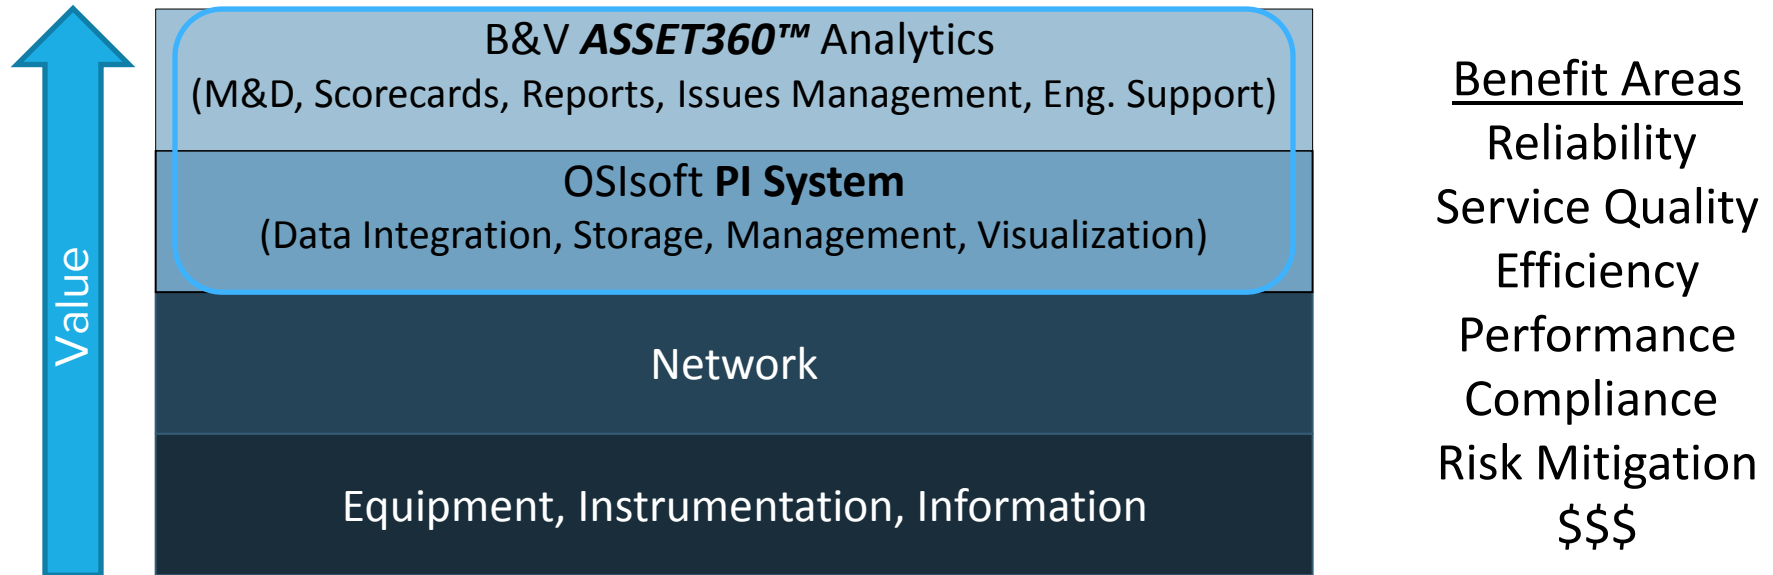 Value
B&V ASSET360™ Analytics
(M&D, Scorecards, Reports, Issues Management, Eng. Support)
OSIsoft PI System
(Data Integration, Storage, Management, Visualization)
Network
Equipment, Instrumentation, Information
Benefit Areas
Reliability
Service Quality
Efficiency
Performance
Compliance
Risk Mitigation
$$$